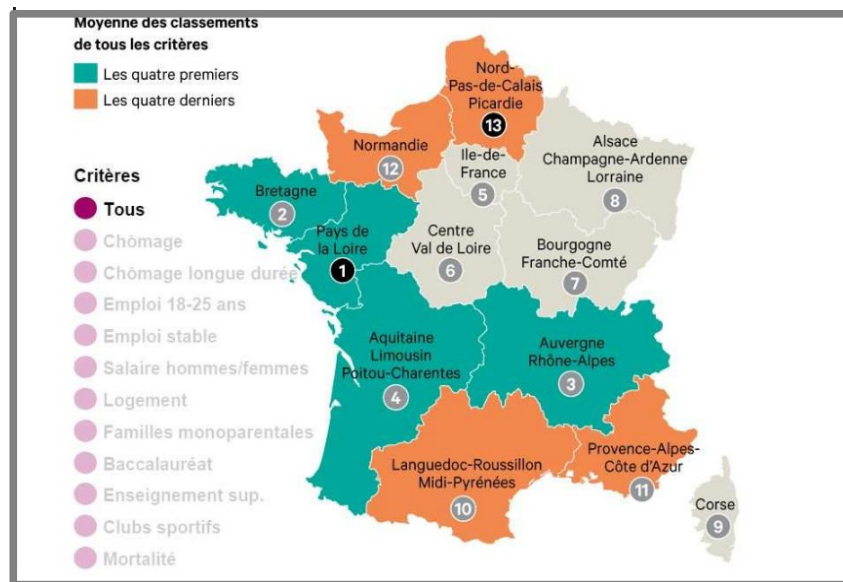 Moyenne des classements
de tous les critères
Les quatre premiers
Les quatre derniers
Critères
Tous
Chômage
Chômage longue durée
Emploi 18-25 ans
Emploi stable
Salaire hommes/femmes
Logement
Familles monoparentales
Baccalauréat
Enseignement sup.
Clubs sportifs
Mortalité
Nord-
Pas-de-Calais
Picardie
13
Normandie
12
Ile-de-
France
5
Alsace
Champagne-Ardenne
Lorraine
8
Bretagne
2
Pays de
la Loire
1
Centre
Val de Loire
6
Bourgogne
Franche-Comté
7
Aquitaine
Limousin
Poitou-Charentes
4
Auvergne
Rhône-Alpes
3
Languedoc-Roussillon
Midi-Pyrénées
10
Provence-Alpes-
Côte d'Azur
11
Corse
9